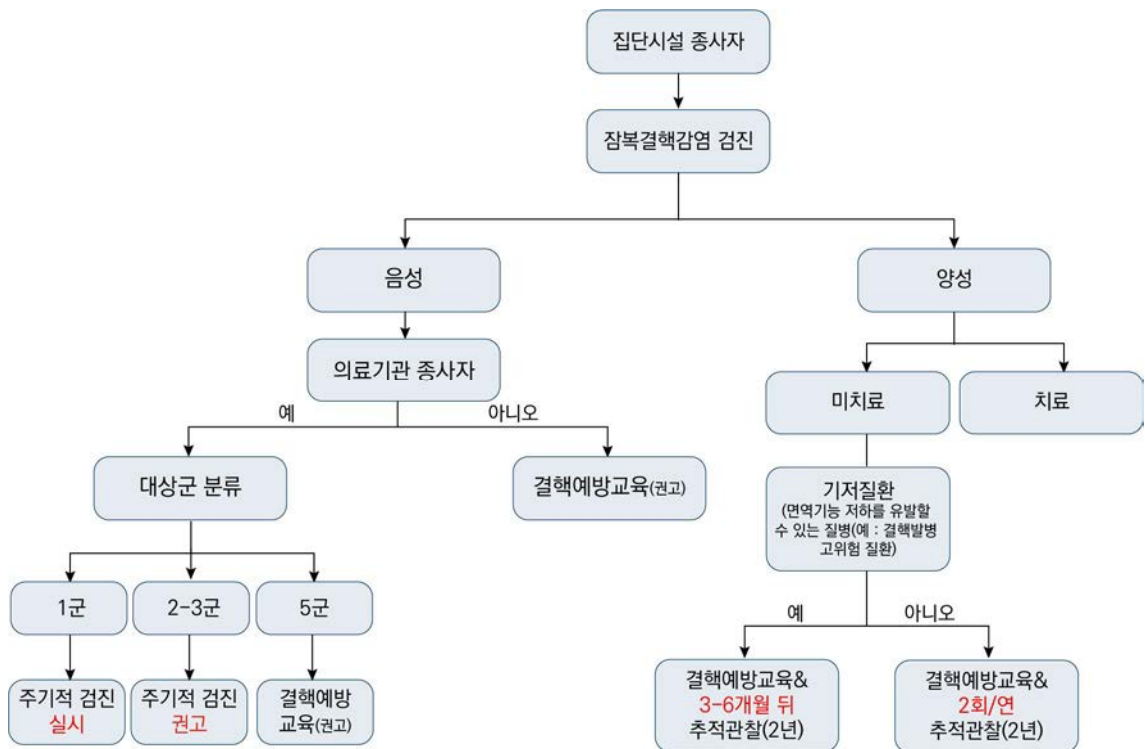 집단시설 종사자
잠복결핵감염 검진
음성
양성
의료기관 종사자
미치료
치료
예
아니오
대상군 분류
결핵예방교육(권고)
기저질환
(면역기능 저하를 유발할
수 있는 질병(예 : 결핵발병
고위험 질환)
1군
2-3군
5군
예
아니오
주기적 검진
실시
주기적 검진
권고
결핵예방
교육(권고)
결핵예방교육&
3-6개월 뒤
추적관찰(2년)
결핵예방교육&
2회/연
추적관찰(2년)